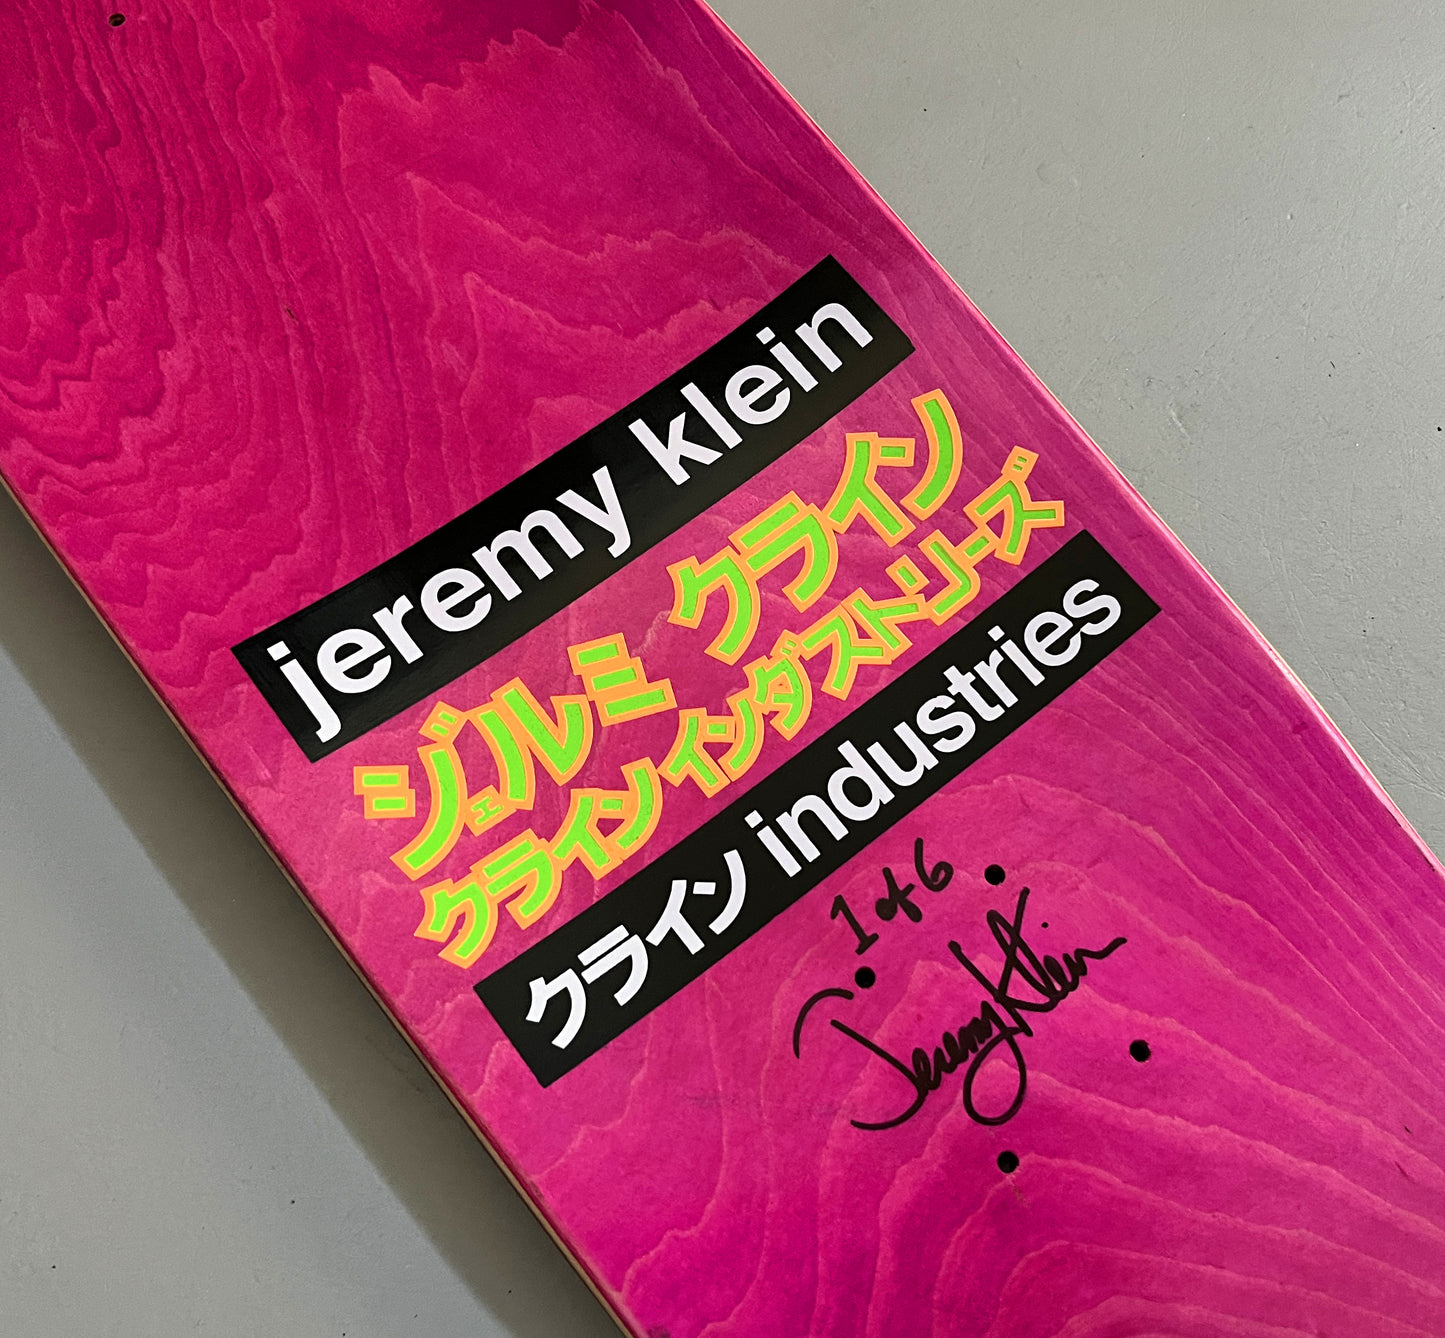 jeremy klein
ジェルミ クライン
クライン インダストリーズ
クライン industries
1 of 6
Jeremy Klein